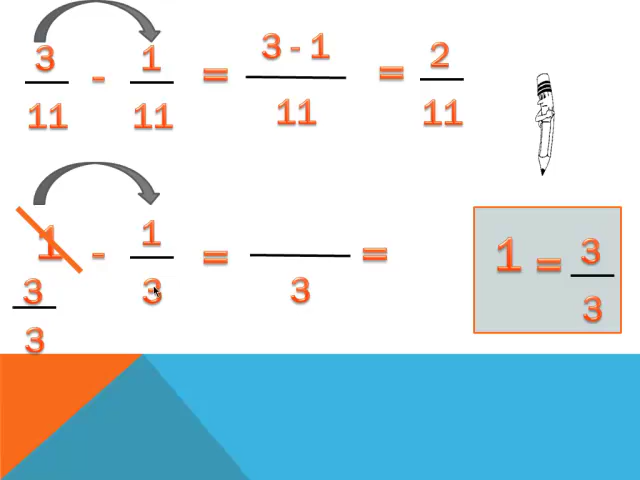 3/11 - 1/11 = 3 - 1/11 = 2/11
1 - 1/3 = /3 =
3/3
1 = 3/3